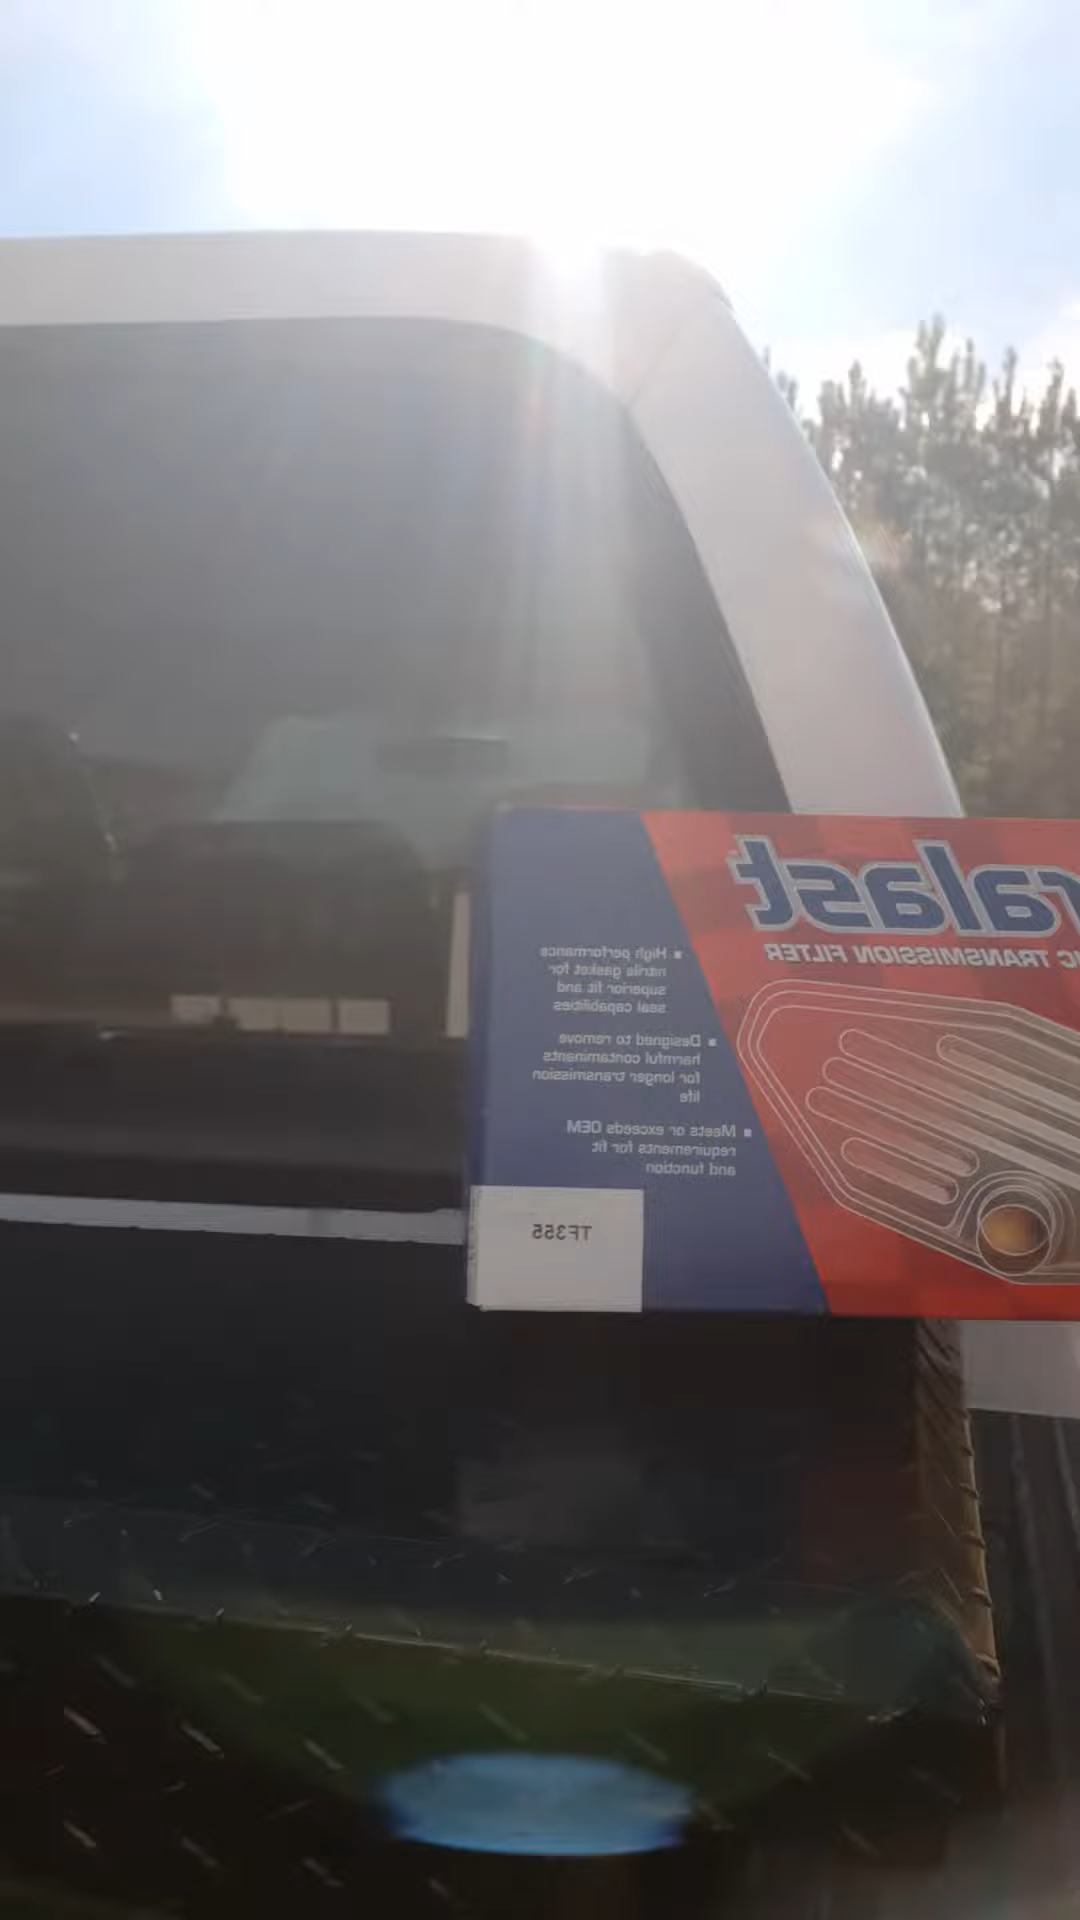 ralast
IC TRANSMISSION FILTER
▪ High performance
nitrile gasket for
superior fit and
seal capabilities
▪ Designed to remove
harmful contaminants
for longer transmission
life
▪ Meets or exceeds OEM
requirements for fit
and function
TF355